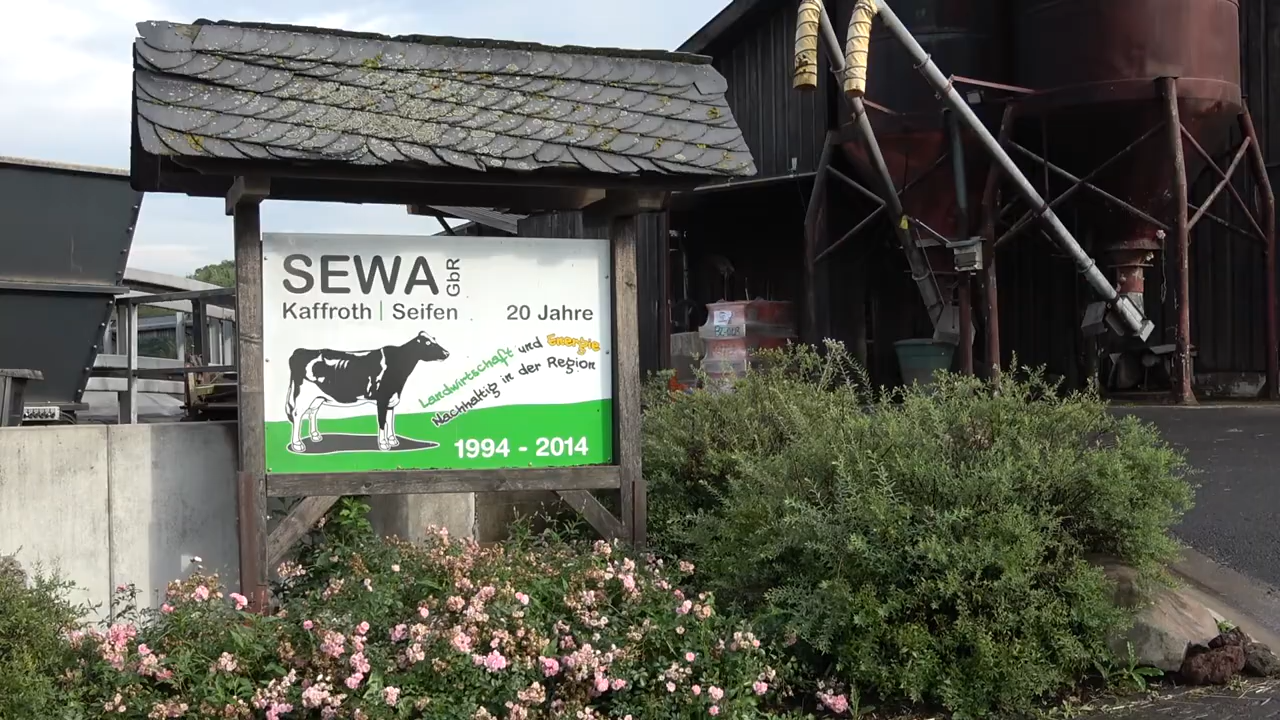 SEWA GbR
Kaffroth | Seifen
20 Jahre
Landwirtschaft und Energie
Nachhaltig in der Region
1994 - 2014